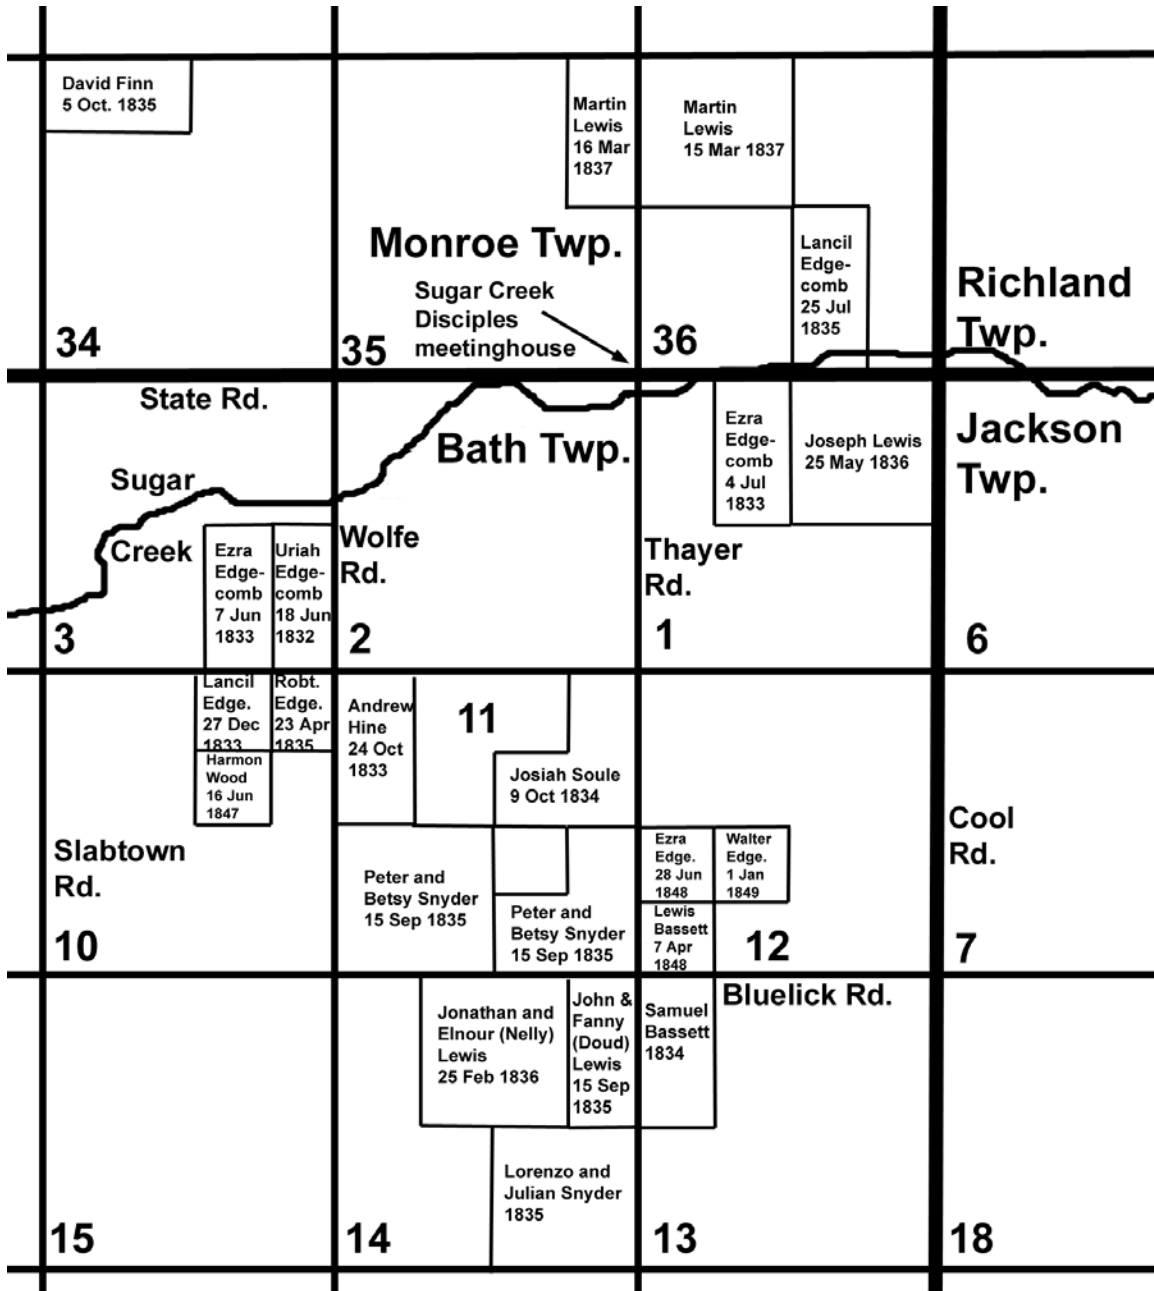 David Finn
5 Oct. 1835
Martin
Lewis
16 Mar
1837
Martin
Lewis
15 Mar 1837
Monroe Twp.
Lancil
Edge-
comb
25 Jul
1835
Richland
Twp.
Sugar Creek
Disciples
meetinghouse
34
35
36
State Rd.
Bath Twp.
Ezra
Edge-
comb
4 Jul
1833
Joseph Lewis
25 May 1836
Jackson
Twp.
Sugar
Creek
Ezra
Edge-
comb
7 Jun
1833
Uriah
Edge-
comb
18 Jun
1832
Wolfe
Rd.
Thayer
Rd.
3
2
1
6
Lancil
Edge.
27 Dec
1833
Robt.
Edge.
23 Apr
1835
Andrew
Hine
24 Oct
1833
11
Harmon
Wood
16 Jun
1847
Josiah Soule
9 Oct 1834
Slabtown
Rd.
Peter and
Betsy Snyder
15 Sep 1835
Peter and
Betsy Snyder
15 Sep 1835
Ezra
Edge.
28 Jun
1848
Walter
Edge.
1 Jan
1849
Lewis
Bassett
7 Apr
1848
Cool
Rd.
10
12
7
Bluelick Rd.
Jonathan and
Elnour (Nelly)
Lewis
25 Feb 1836
John &
Fanny
(Doud)
Lewis
15 Sep
1835
Samuel
Bassett
1834
Lorenzo and
Julian Snyder
1835
15
14
13
18